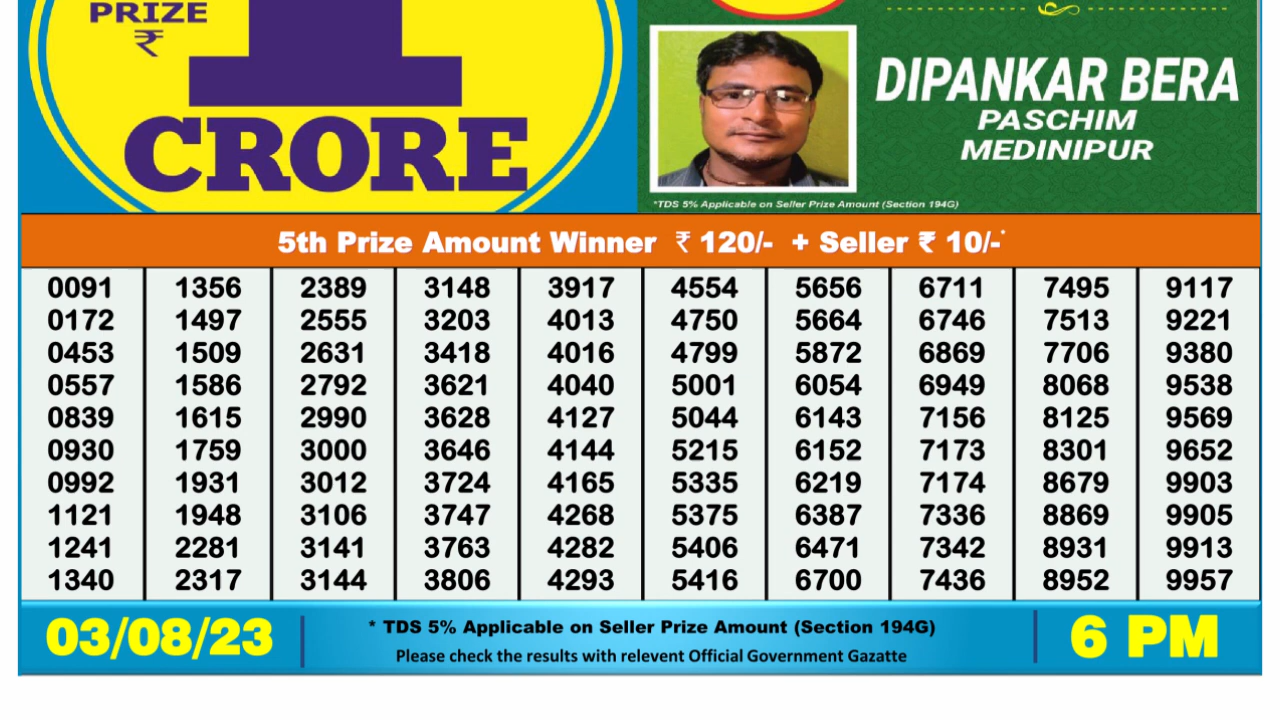 PRIZE
₹
1
CRORE
DIPANKAR BERA
PASCHIM
MEDINIPUR
*TDS 5% Applicable on Seller Prize Amount (Section 194G)
5th Prize Amount Winner ₹ 120/- + Seller ₹ 10/-*
0091 1356 2389 3148 3917 4554 5656 6711 7495 9117
0172 1497 2555 3203 4013 4750 5664 6746 7513 9221
0453 1509 2631 3418 4016 4799 5872 6869 7706 9380
0557 1586 2792 3621 4040 5001 6054 6949 8068 9538
0839 1615 2990 3628 4127 5044 6143 7156 8125 9569
0930 1759 3000 3646 4144 5215 6152 7173 8301 9652
0992 1931 3012 3724 4165 5335 6219 7174 8679 9903
1121 1948 3106 3747 4268 5375 6387 7336 8869 9905
1241 2281 3141 3763 4282 5406 6471 7342 8931 9913
1340 2317 3144 3806 4293 5416 6700 7436 8952 9957
03/08/23
* TDS 5% Applicable on Seller Prize Amount (Section 194G)
Please check the results with relevent Official Government Gazatte
6 PM